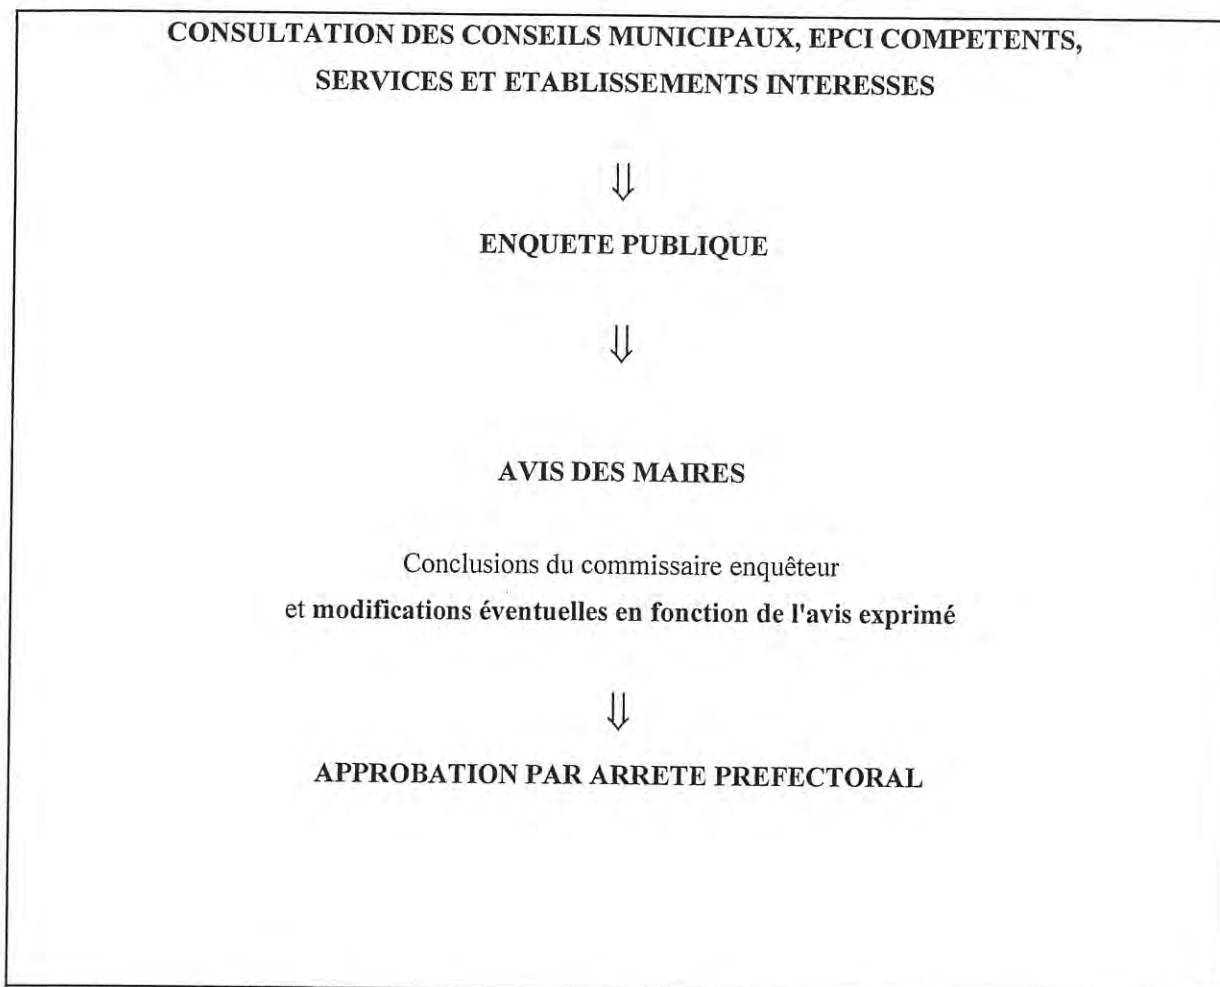 CONSULTATION DES CONSEILS MUNICIPAUX, EPCI COMPETENTS,
SERVICES ET ETABLISSEMENTS INTERESSES
⇓
ENQUETE PUBLIQUE
⇓
AVIS DES MAIRES
Conclusions du commissaire enquêteur
et modifications éventuelles en fonction de l'avis exprimé
⇓
APPROBATION PAR ARRETE PREFECTORAL